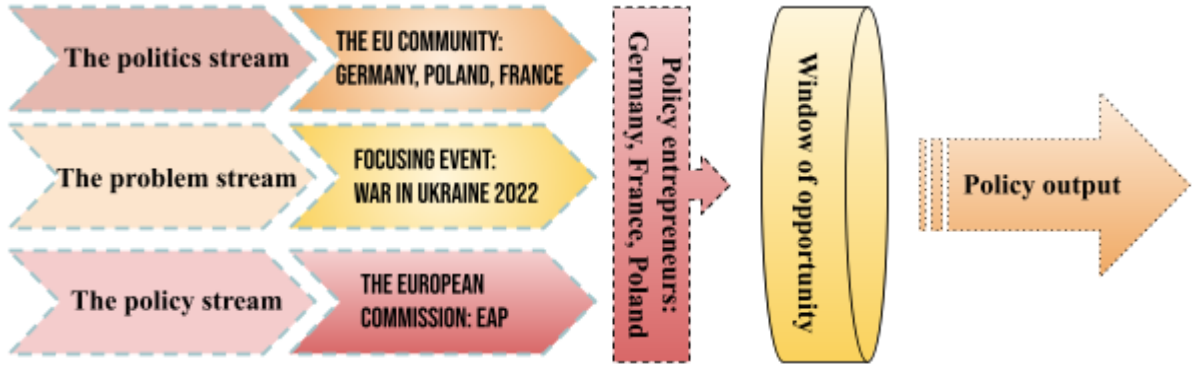 The politics stream
THE EU COMMUNITY:
GERMANY, POLAND, FRANCE
The problem stream
FOCUSING EVENT:
WAR IN UKRAINE 2022
The policy stream
THE EUROPEAN
COMMISSION: EAP
Policy entrepreneurs:
Germany, France, Poland
Window of opportunity
Policy output